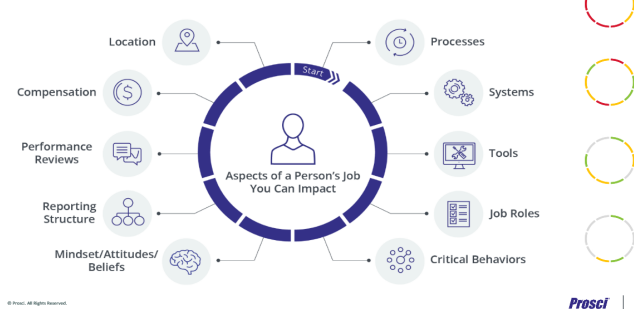 Location
Processes
Start
Compensation
Systems
Performance
Reviews
Tools
Aspects of a Person's Job
You Can Impact
Reporting
Structure
Job Roles
Mindset/Attitudes/
Beliefs
Critical Behaviors
© Prosci. All Rights Reserved.
Prosci